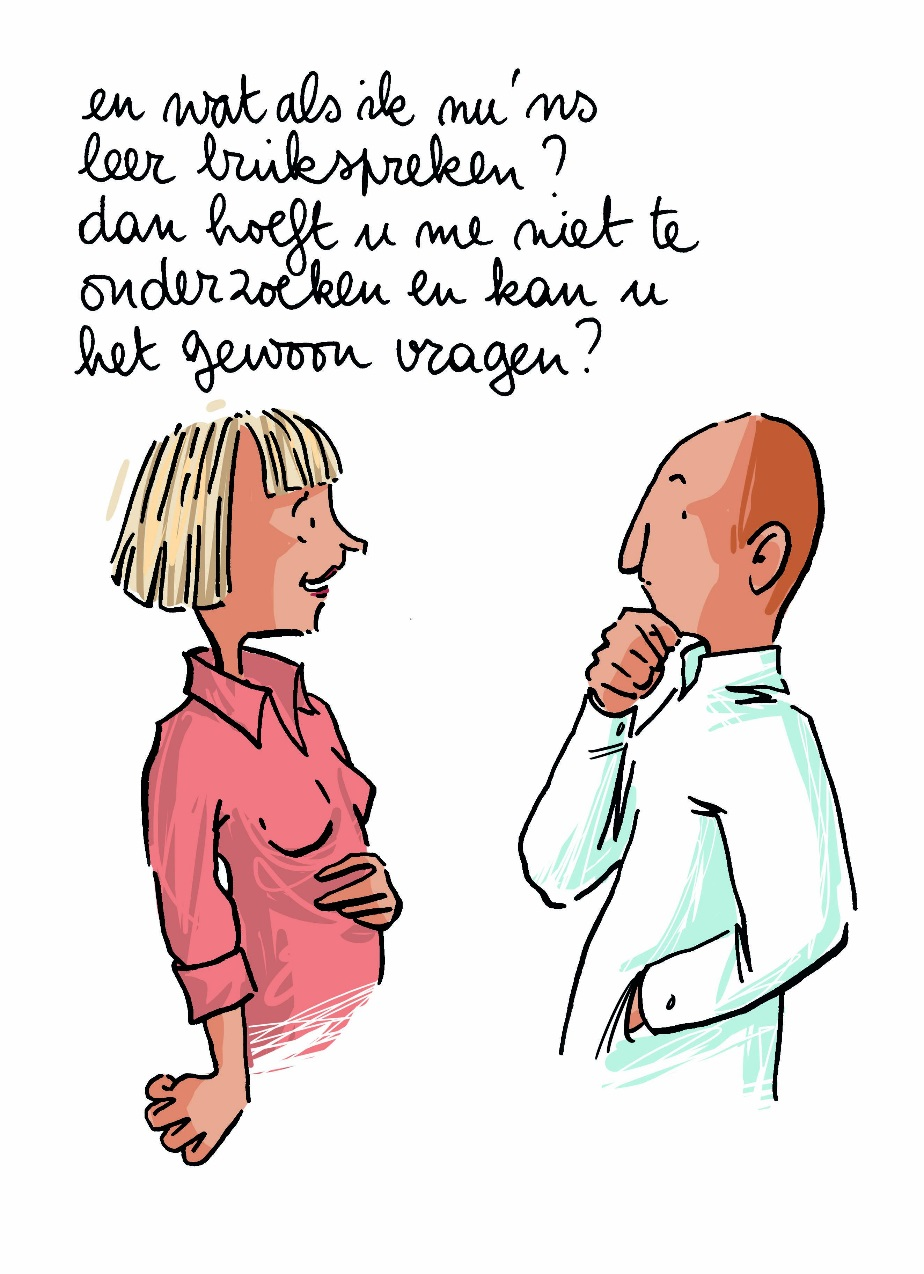 en wat als ik nu 'ns
leer buikspreken?
dan hoeft u me niet te
onderzoeken en kan u
het gewoon vragen?